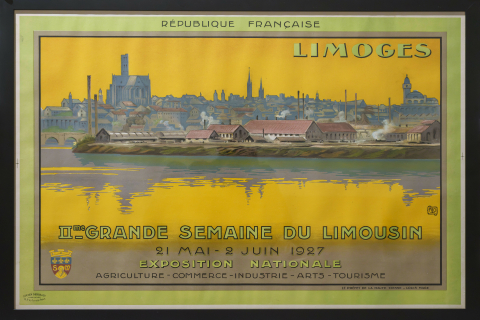 RÉPUBLIQUE FRANÇAISE
LIMOGES
IIme GRANDE SEMAINE DU LIMOUSIN
21 MAI - 2 JUIN 1927
EXPOSITION NATIONALE
AGRICULTURE - COMMERCE - INDUSTRIE - ARTS - TOURISME